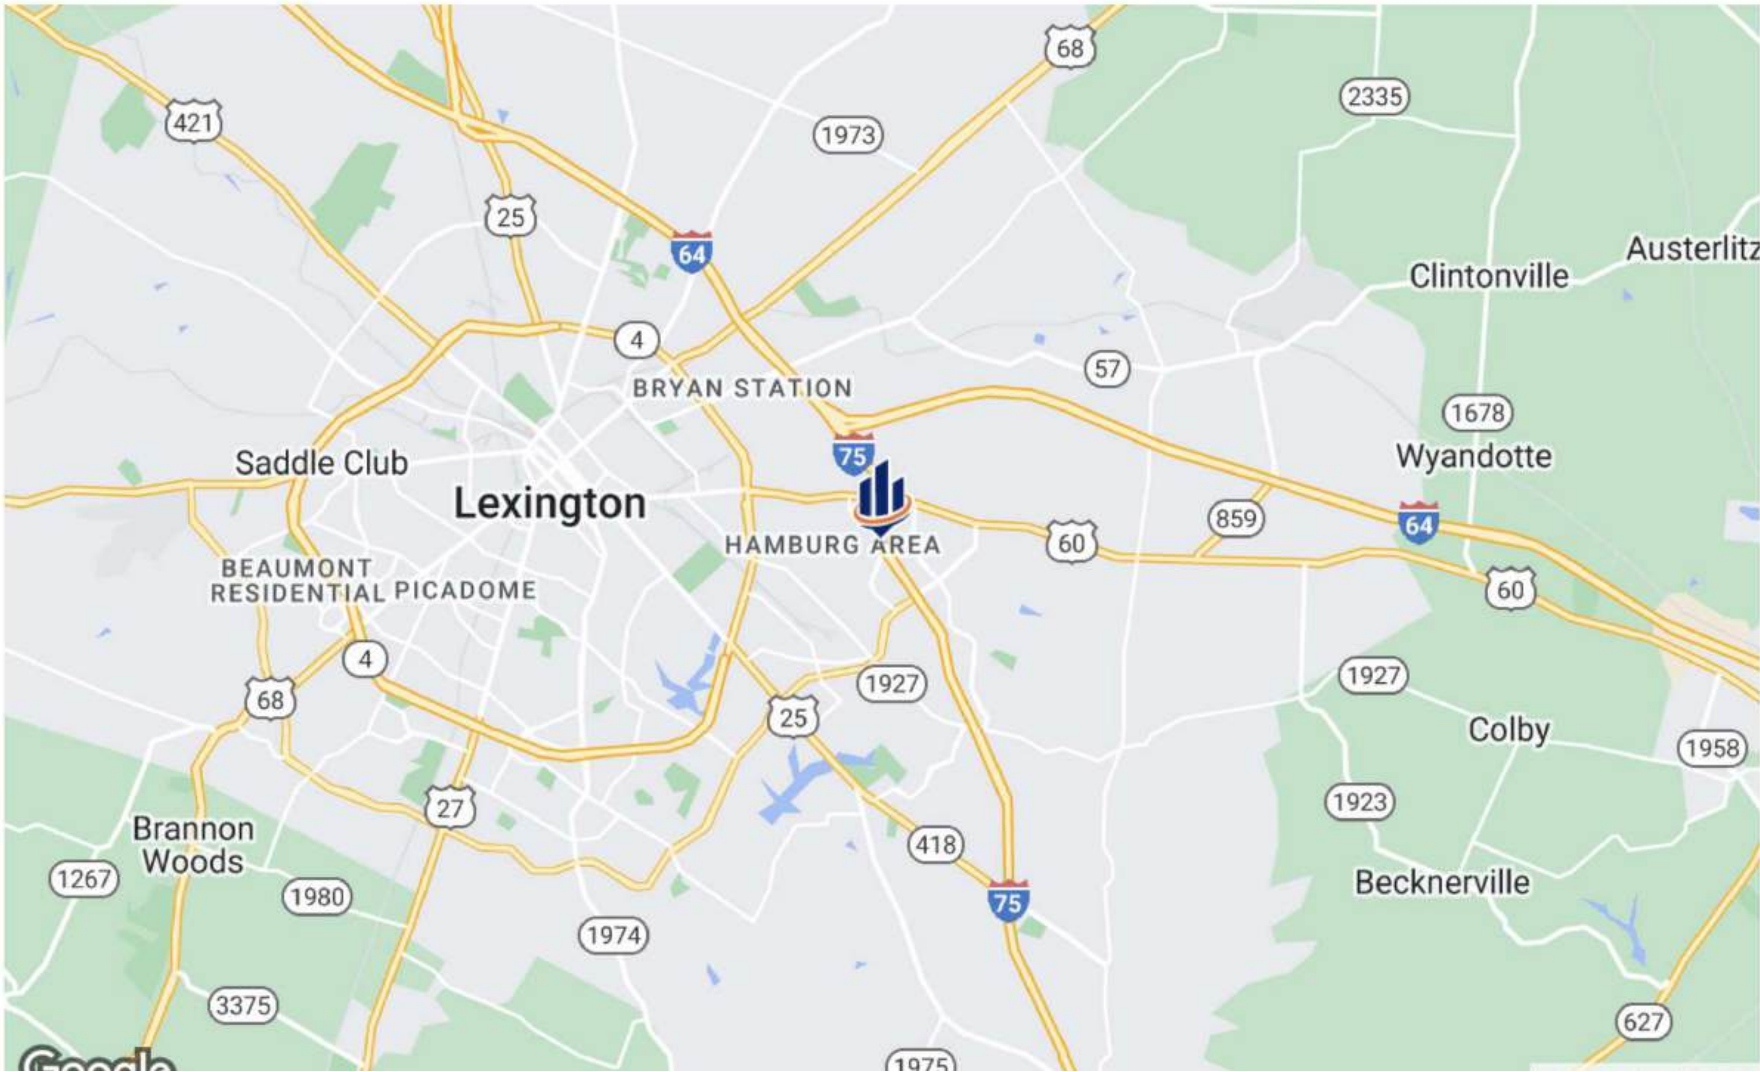 68
2335
421
1973
25
64
Austerlitz
Clintonville
4
57
BRYAN STATION
1678
75
Wyandotte
Saddle Club
Lexington
859
64
60
HAMBURG AREA
BEAUMONT
RESIDENTIAL
PICADOME
60
4
1927
1927
68
25
Colby
1958
27
1923
Brannon
Woods
418
1267
Becknerville
1980
75
1974
3375
627
Google
1975